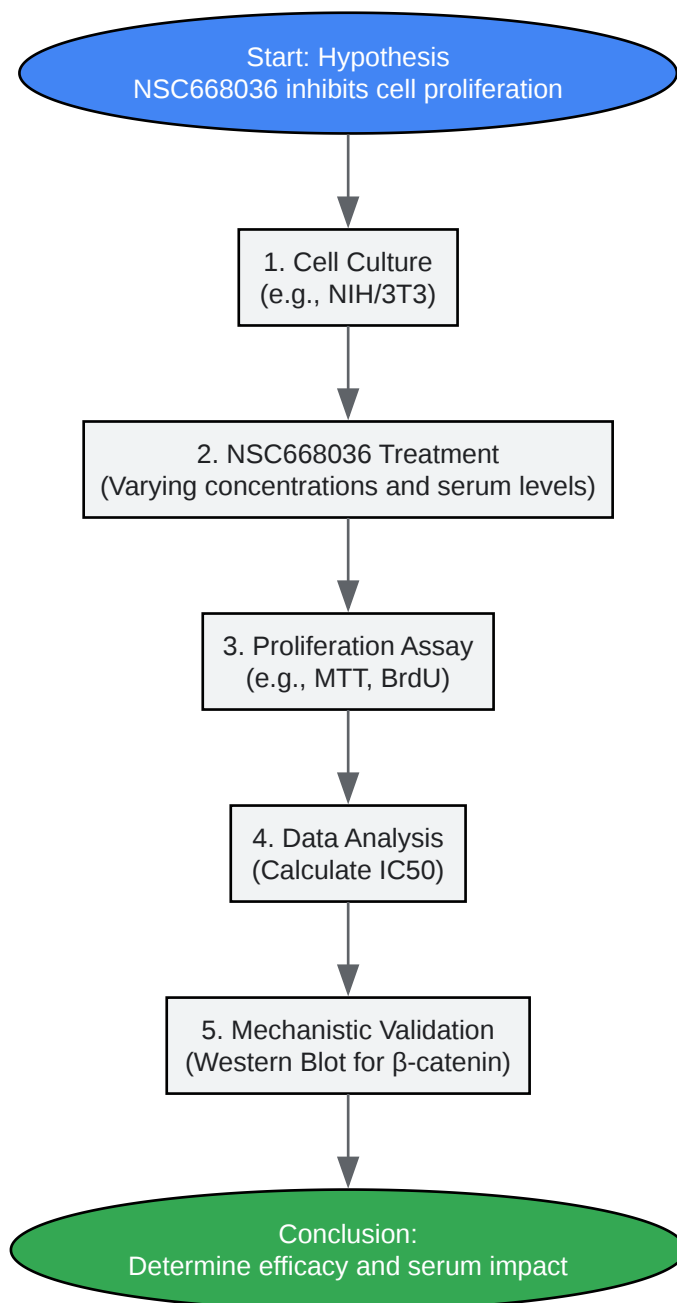 Start: Hypothesis
NSC668036 inhibits cell proliferation
1. Cell Culture
(e.g., NIH/3T3)
2. NSC668036 Treatment
(Varying concentrations and serum levels)
3. Proliferation Assay
(e.g., MTT, BrdU)
4. Data Analysis
(Calculate IC50)
5. Mechanistic Validation
(Western Blot for β-catenin)
Conclusion:
Determine efficacy and serum impact